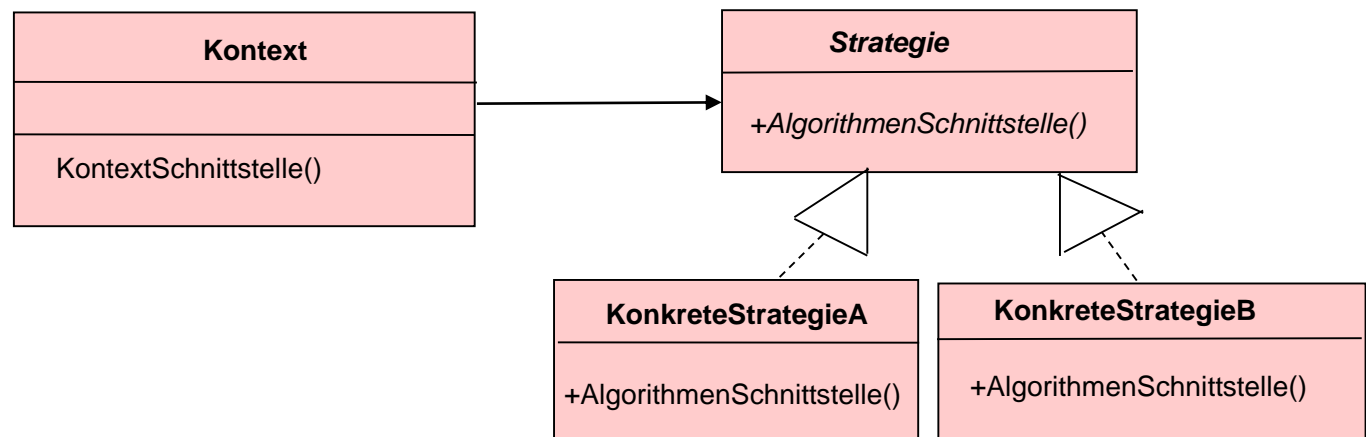 Kontext
KontextSchnittstelle()
Strategie
+AlgorithmenSchnittstelle()
KonkreteStrategieA
+AlgorithmenSchnittstelle()
KonkreteStrategieB
+AlgorithmenSchnittstelle()